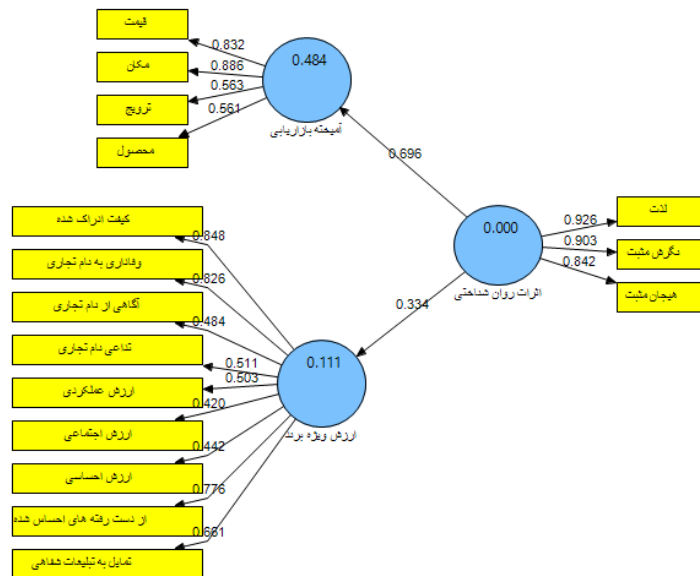 قیمت
0.832
مکان
0.886
ترویج
0.563
محصول
0.561
0.484
آمیخته بازاریابی
0.696
0.000
اثرات روان شناختی
لذت
0.926
نگرش مثبت
0.903
هیجان مثبت
0.842
0.334
0.111
ارزش ویژه برند
کیفت ادراک شده
0.848
وفاداری به نام تجاری
0.826
آگاهی از نام تجاری
0.484
تداعی نام تجاری
0.511
ارزش عملکردی
0.503
ارزش اجتماعی
0.420
ارزش احساسی
0.442
از دست رفته های احساس شده
0.776
تمایل به تبلیغات شفاهی
0.661